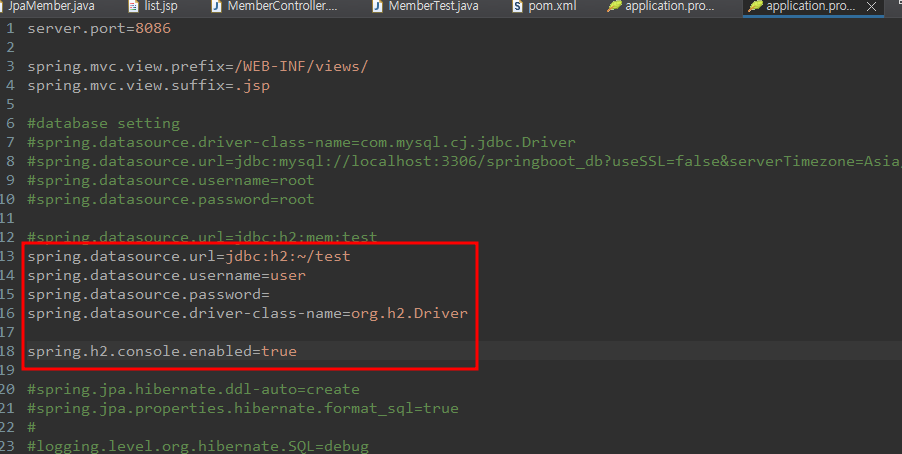 JpaMember.java list.jsp MemberController.... MemberTest.java pom.xml application.pro... application.pro...
1 server.port=8086
2
3 spring.mvc.view.prefix=/WEB-INF/views/
4 spring.mvc.view.suffix=.jsp
5
6 #database setting
7 #spring.datasource.driver-class-name=com.mysql.cj.jdbc.Driver
8 #spring.datasource.url=jdbc:mysql://localhost:3306/springboot_db?useSSL=false&serverTimezone=Asia
9 #spring.datasource.username=root
10 #spring.datasource.password=root
11
12 #spring.datasource.url=jdbc:h2:mem:test
13 spring.datasource.url=jdbc:h2:~/test
14 spring.datasource.username=user
15 spring.datasource.password=
16 spring.datasource.driver-class-name=org.h2.Driver
17
18 spring.h2.console.enabled=true
19
20 #spring.jpa.hibernate.ddl-auto=create
21 #spring.jpa.properties.hibernate.format_sql=true
22 #
23 #logging.level.org.hibernate.SQL=debug